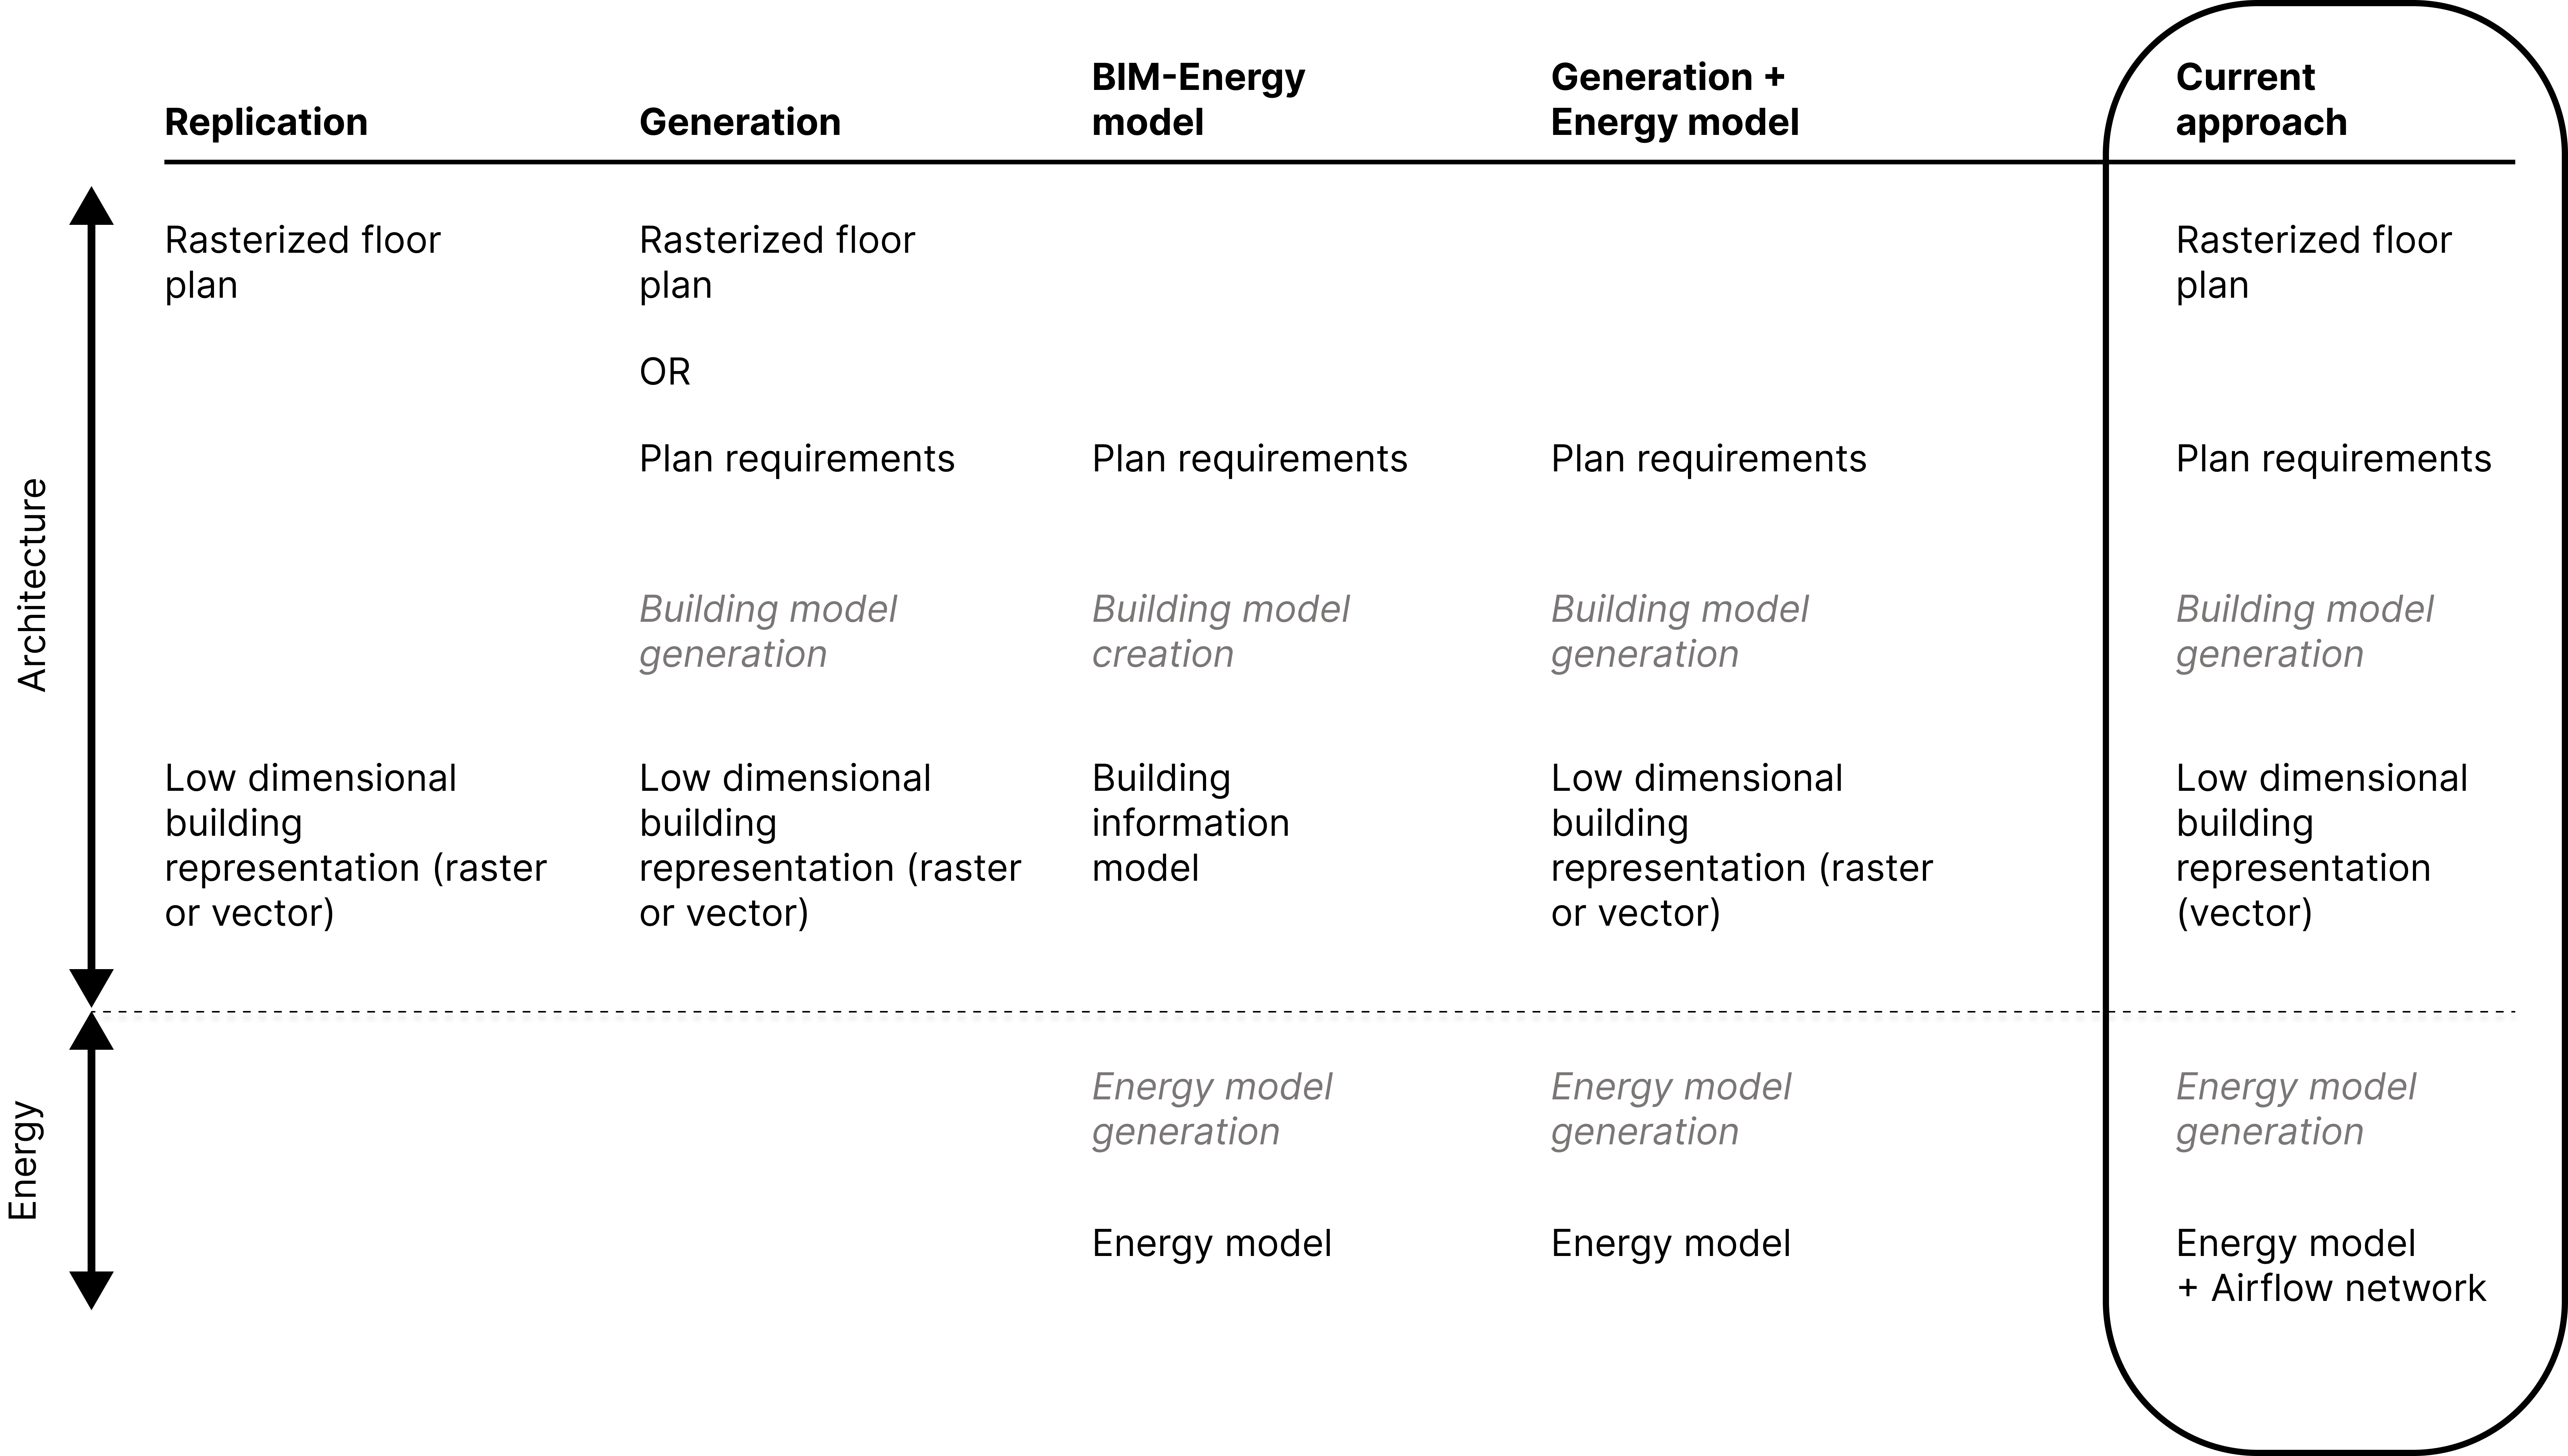 Replication
Generation
BIM-Energy
model
Generation +
Energy model
Current
approach
Architecture
Rasterized floor
plan
Rasterized floor
plan
Rasterized floor
plan
OR
Plan requirements
Plan requirements
Plan requirements
Plan requirements
Building model
generation
Building model
creation
Building model
generation
Building model
generation
Low dimensional
building
representation (raster
or vector)
Low dimensional
building
representation (raster
or vector)
Building
information
model
Low dimensional
building
representation (raster
or vector)
Low dimensional
building
representation
(vector)
Energy
Energy model
generation
Energy model
generation
Energy model
generation
Energy model
Energy model
Energy model
+ Airflow network